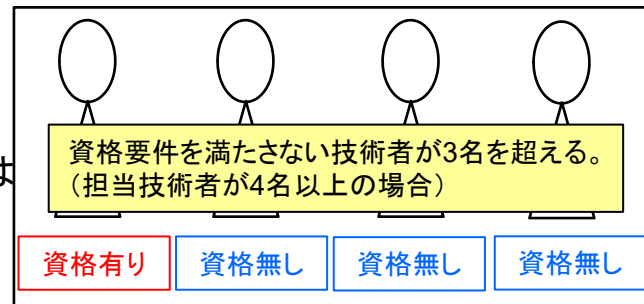 資格要件を満たさない技術者が3名を超える。
は
（担当技術者が4名以上の場合）
資格有り
資格無し
資格無し
資格無し